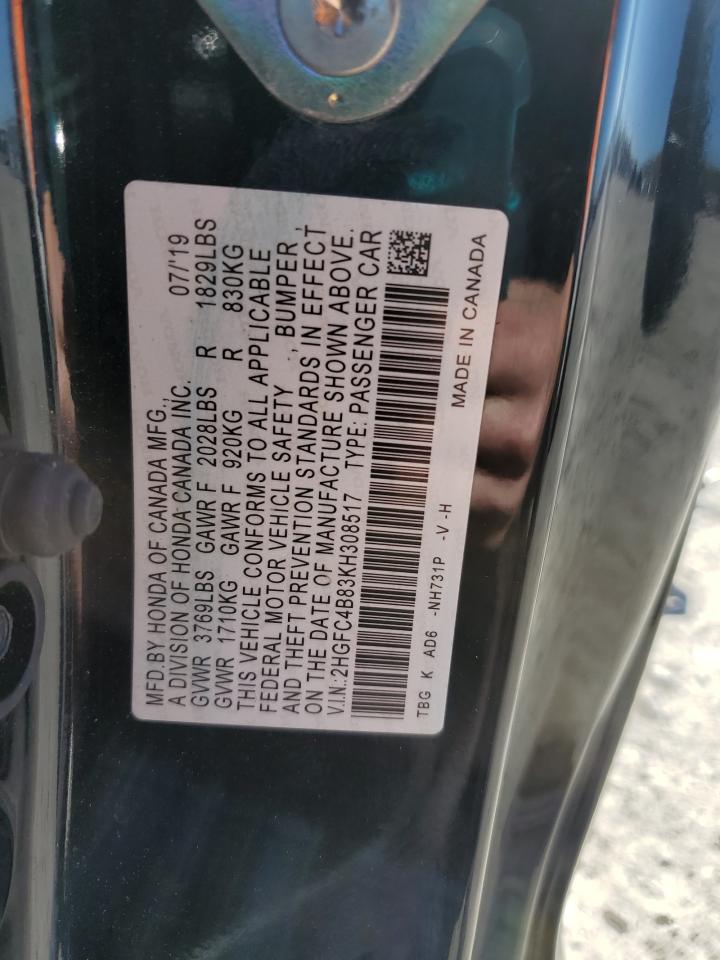 MFD.BY HONDA OF CANADA MFG., 07/'19
A DIVISION OF HONDA CANADA INC.
GVWR 3769LBS GAWR F 2028LBS R 1829LBS
GVWR 1710KG GAWR F 920KG R 830KG
THIS VEHICLE CONFORMS TO ALL APPLICABLE
FEDERAL MOTOR VEHICLE SAFETY , BUMPER ,
AND THEFT PREVENTION STANDARDS, IN EFFECT
ON THE DATE OF MANUFACTURE SHOWN ABOVE.
V.I.N.:2HGFC4B83KH308517 TYPE: PASSENGER CAR
TBG K AD6 -NH731P -V -H MADE IN CANADA